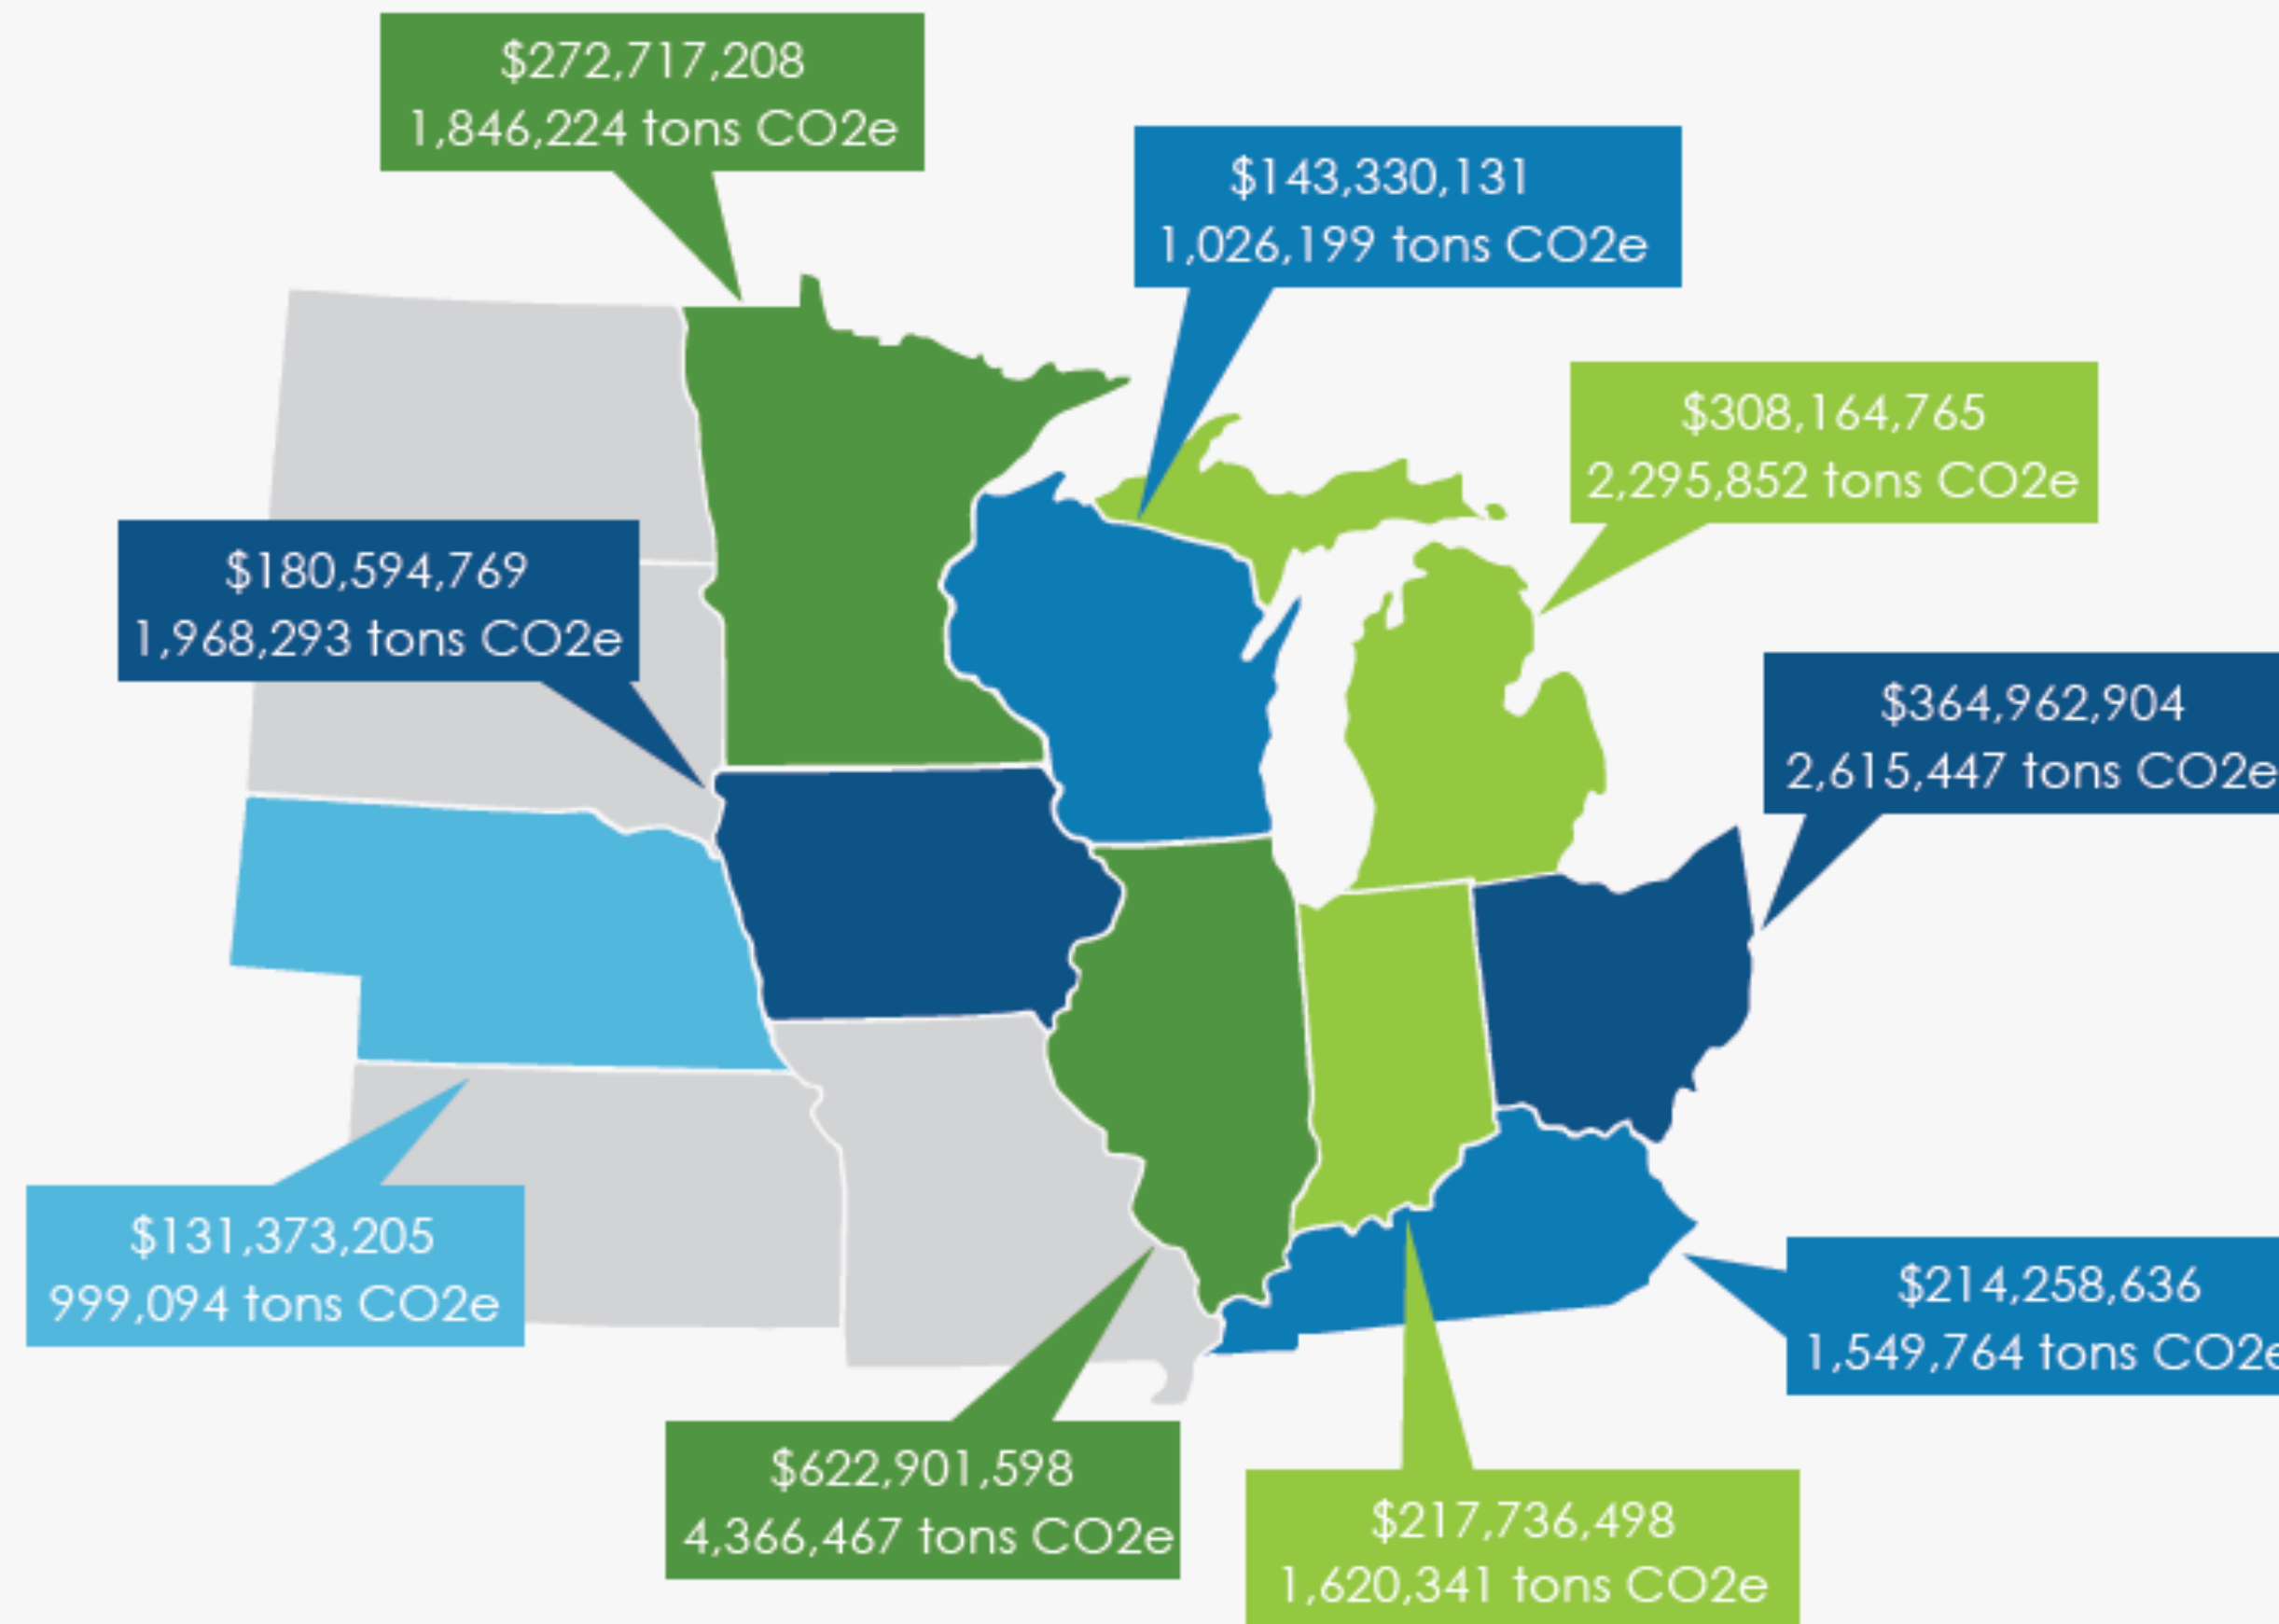 $272,717,208
1,846,224 tons CO2e
$143,330,131
1,026,199 tons CO2e
$308,164,765
2,295,852 tons CO2e
$180,594,769
1,968,293 tons CO2e
$364,962,904
2,615,447 tons CO2e
$131,373,205
999,094 tons CO2e
$214,258,636
1,549,764 tons CO2e
$622,901,598
4,366,467 tons CO2e
$217,736,498
1,620,341 tons CO2e